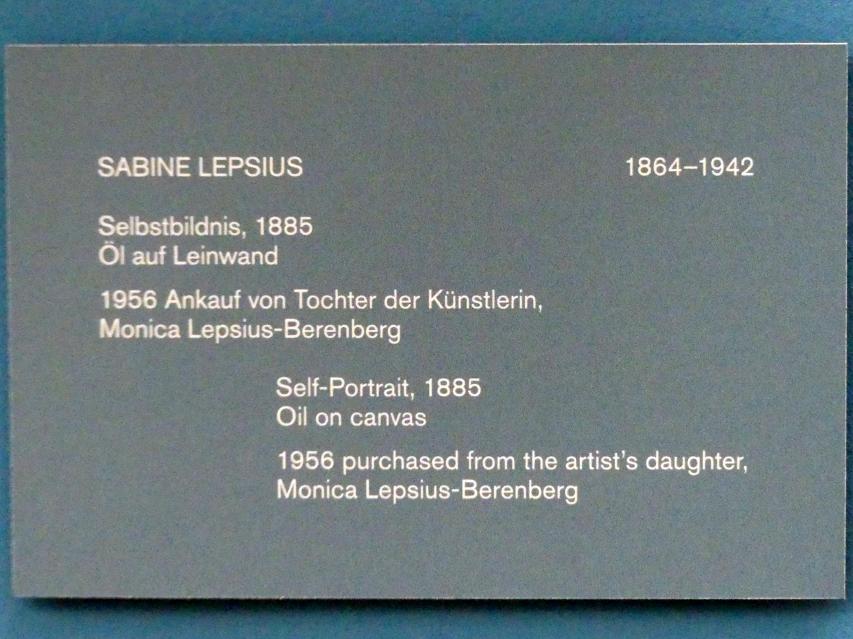 SABINE LEPSIUS 1864–1942
Selbstbildnis, 1885
Öl auf Leinwand
1956 Ankauf von Tochter der Künstlerin,
Monica Lepsius-Berenberg
Self-Portrait, 1885
Oil on canvas
1956 purchased from the artist's daughter,
Monica Lepsius-Berenberg